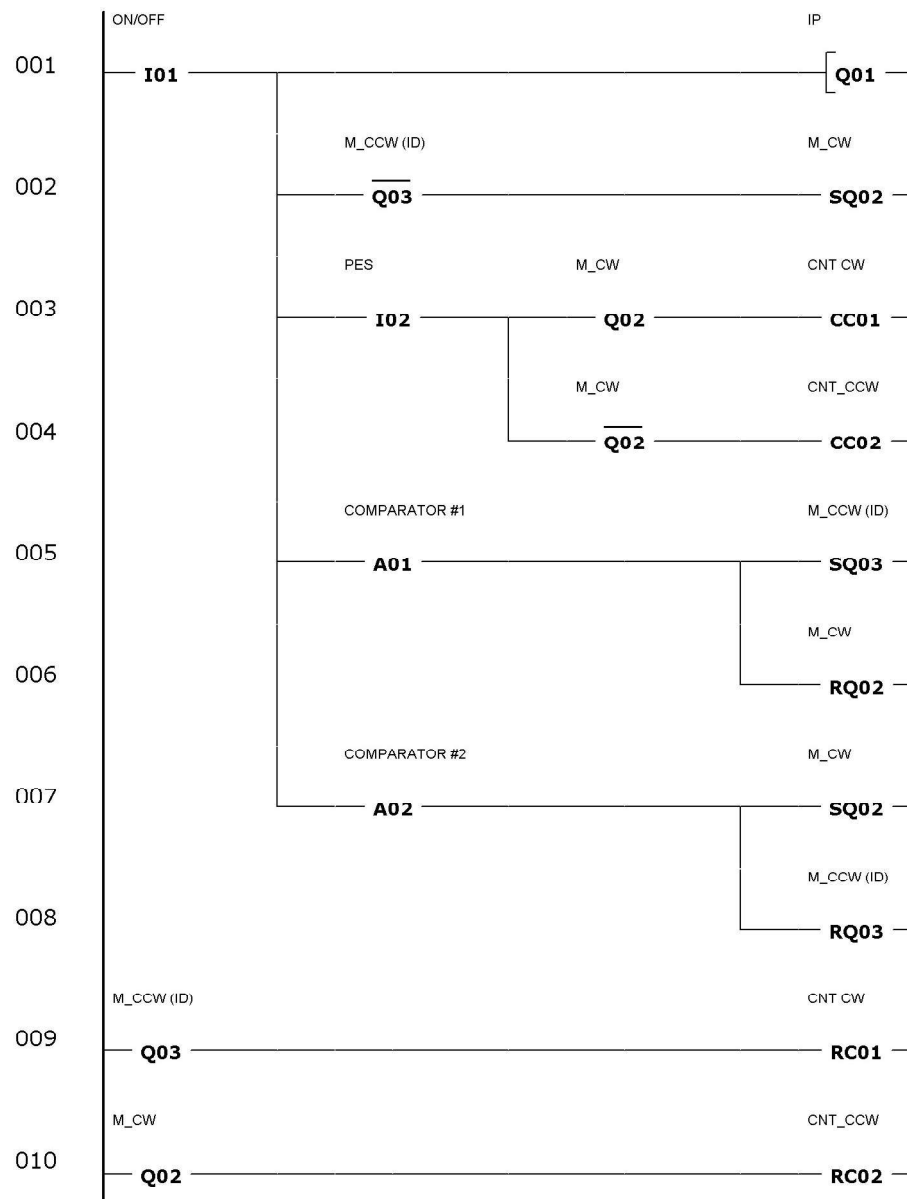 ON/OFF IP
001 I01 Q01
M_CCW (ID) M_CW
002 Q03 SQ02
PES M_CW CNT CW
003 I02 Q02 CC01
M_CW CNT_CCW
004 Q02 CC02
COMPARATOR #1 M_CCW (ID)
005 A01 SQ03
M_CW
006 RQ02
COMPARATOR #2 M_CW
007 A02 SQ02
M_CCW (ID)
008 RQ03
M_CCW (ID) CNT CW
009 Q03 RC01
M_CW CNT_CCW
010 Q02 RC02